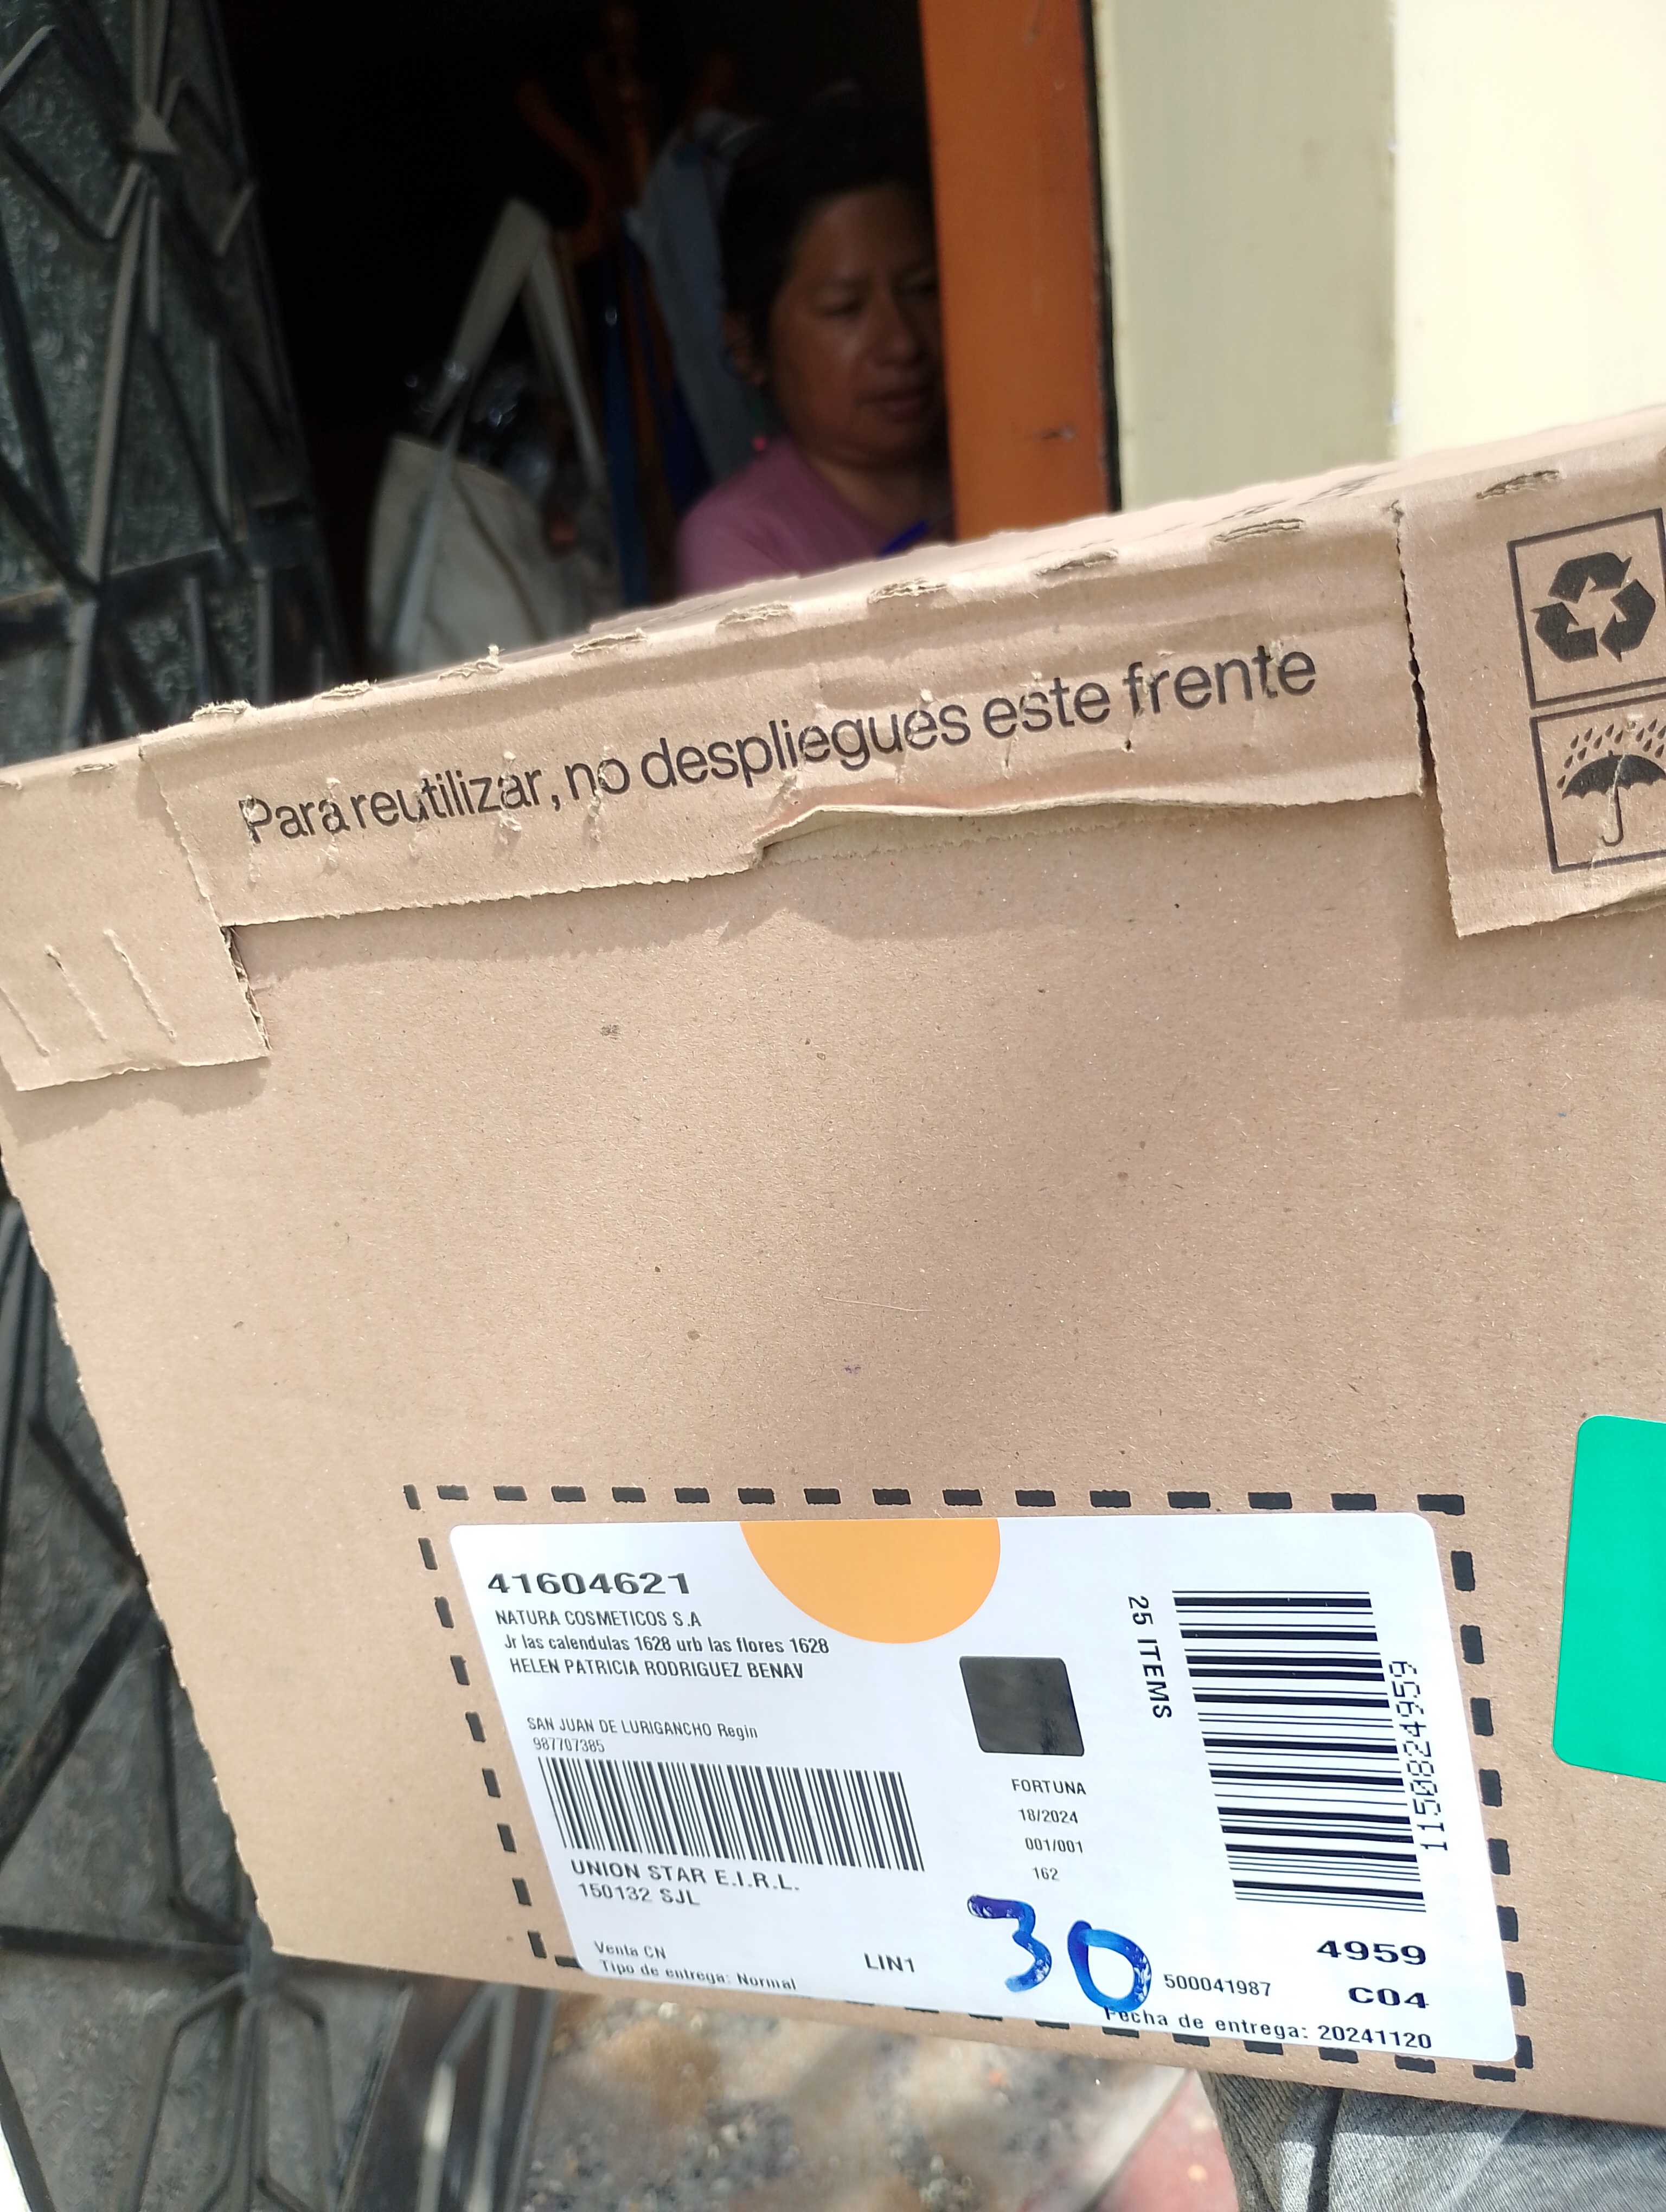 Para reutilizar, no despliegues este frente
41604621
NATURA COSMETICOS S.A
Jr las calendulas 1628 urb las flores 1628
HELEN PATRICIA RODRIGUEZ BENAV
SAN JUAN DE LURIGANCHO Regin
987707385
UNION STAR E.I.R.L.
150132 SJL
Venta CN
Tipo de entrega: Normal
LIN1
FORTUNA
18/2024
001/001
162
30
25 ITEMS
1150824959
4959
500041987
C04
Fecha de entrega: 20241120